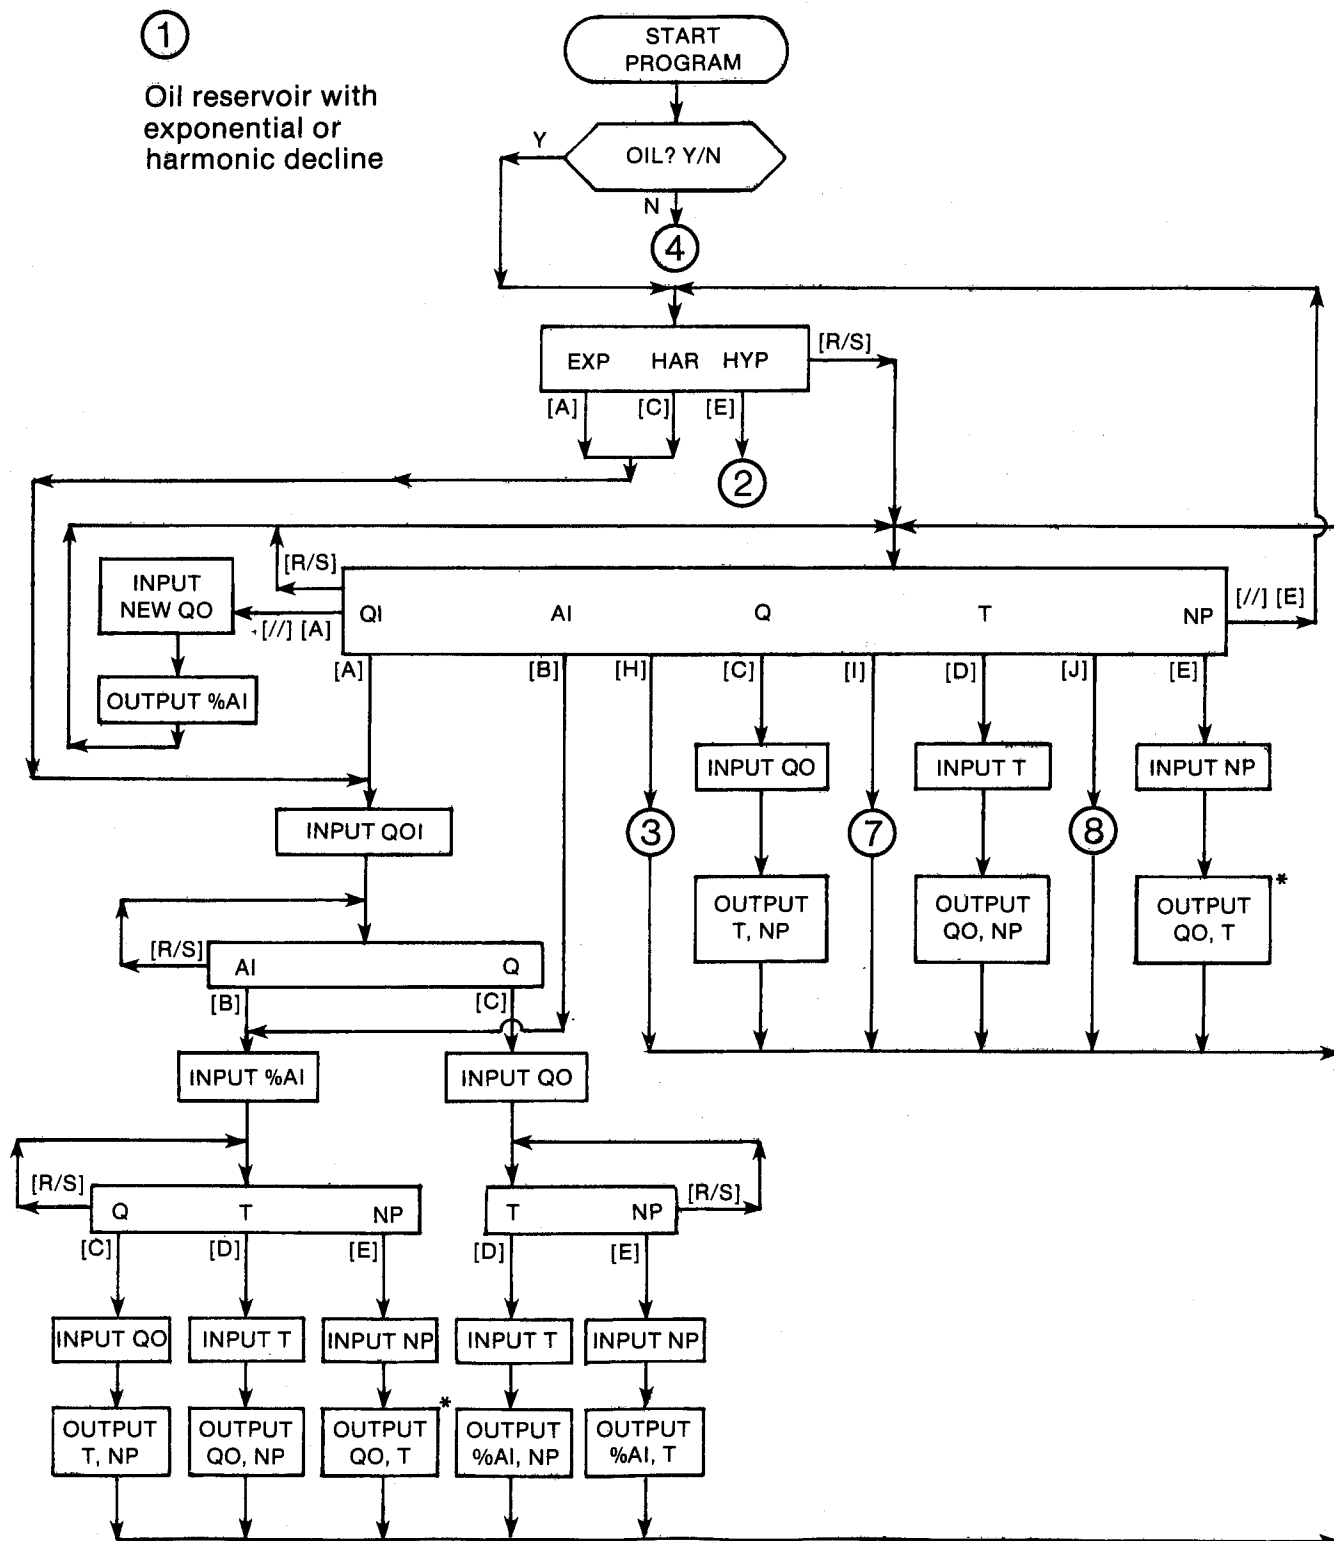 1
Oil reservoir with
exponential or
harmonic decline
START
PROGRAM
OIL? Y/N
Y
N
4
EXP HAR HYP
[R/S]
[A] [C] [E]
2
[R/S]
INPUT
NEW QO
[//] [A]
QI AI Q T NP
[//] [E]
OUTPUT %AI
[A] [B] [H] [C] [I] [D] [J] [E]
INPUT QO
INPUT T
INPUT NP
INPUT QOI
3
7
8
OUTPUT
T, NP
OUTPUT
QO, NP
OUTPUT
QO, T
*
[R/S]
AI Q
[B] [C]
INPUT %AI
INPUT QO
[R/S]
Q T NP
T NP
[R/S]
[C] [D] [E] [D] [E]
INPUT QO
INPUT T
INPUT NP
INPUT T
INPUT NP
OUTPUT
T, NP
OUTPUT
QO, NP
OUTPUT
QO, T
*
OUTPUT
%AI, NP
OUTPUT
%AI, T